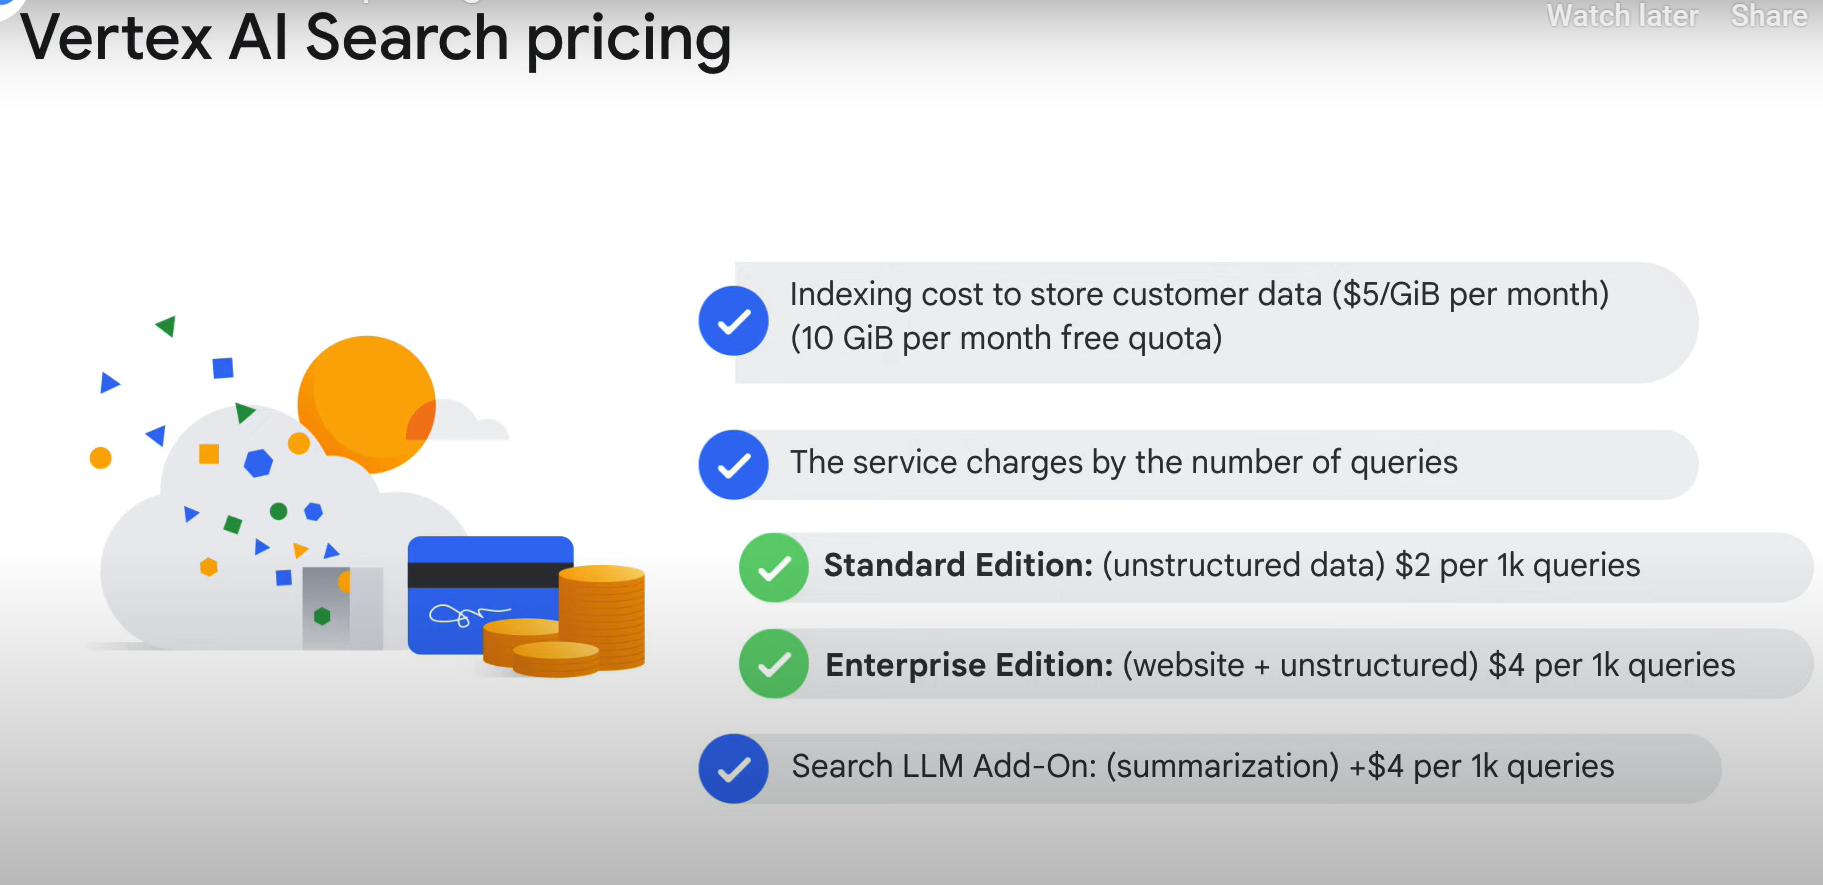 Watch later Share
Vertex AI Search pricing
Indexing cost to store customer data ($5/GiB per month)
(10 GiB per month free quota)
The service charges by the number of queries
Standard Edition: (unstructured data) $2 per 1k queries
Enterprise Edition: (website + unstructured) $4 per 1k queries
Search LLM Add-On: (summarization) +$4 per 1k queries